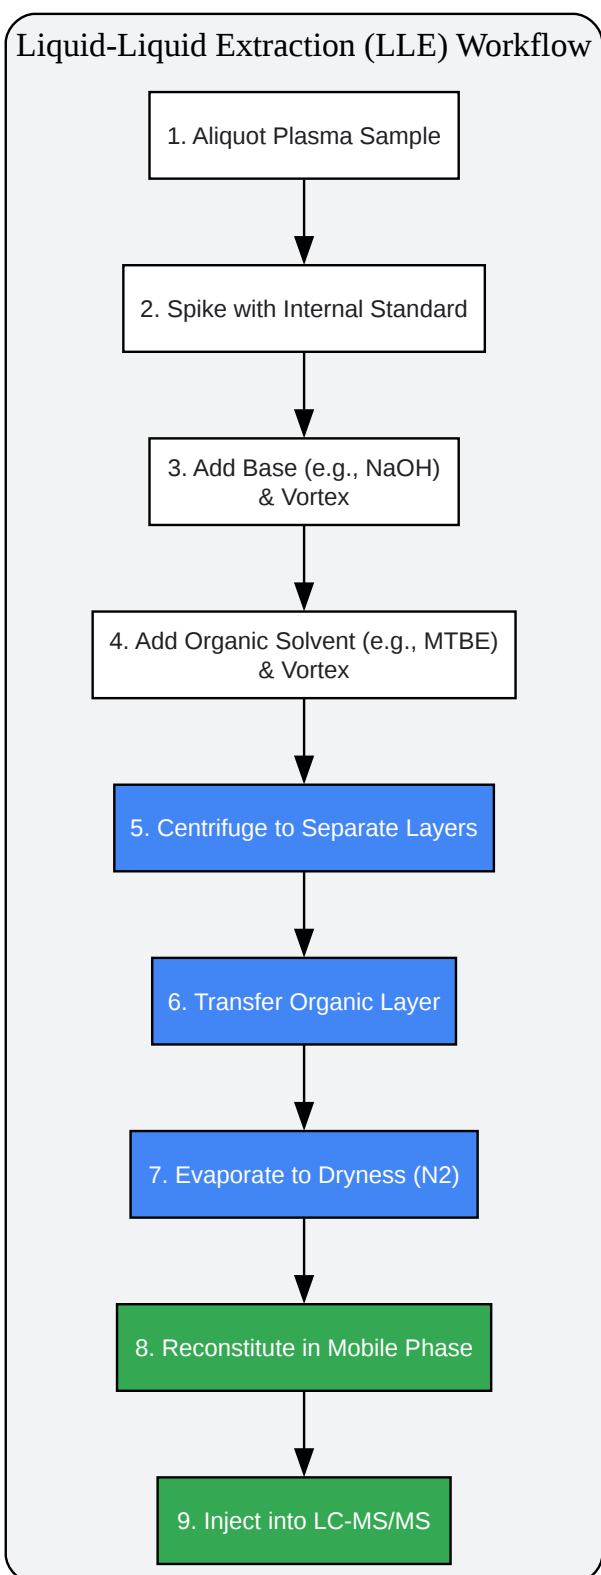 Liquid-Liquid Extraction (LLE) Workflow
1. Aliquot Plasma Sample
2. Spike with Internal Standard
3. Add Base (e.g., NaOH)
& Vortex
4. Add Organic Solvent (e.g., MTBE)
& Vortex
5. Centrifuge to Separate Layers
6. Transfer Organic Layer
7. Evaporate to Dryness (N2)
8. Reconstitute in Mobile Phase
9. Inject into LC-MS/MS